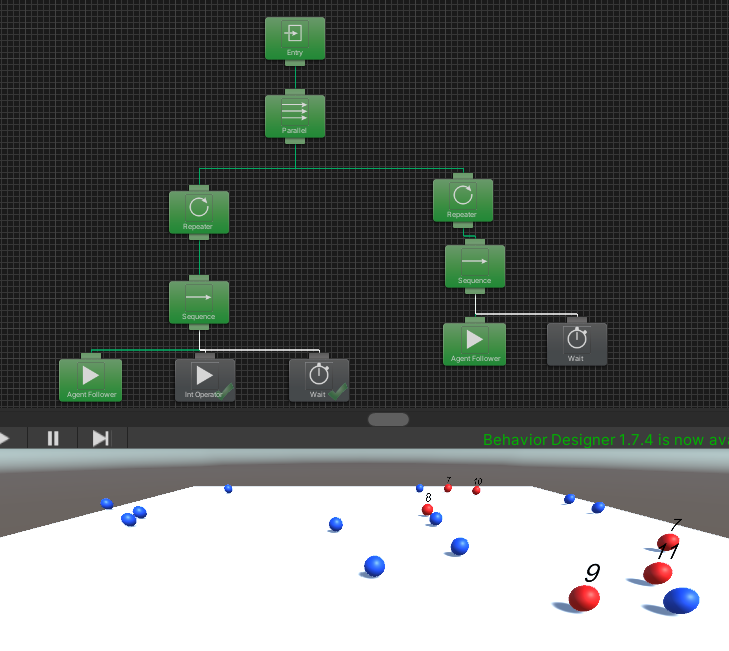 Entry
Parallel
Repeater
Repeater
Sequence
Sequence
Agent Follower
Int Operator
Wait
Agent Follower
Wait
Behavior Designer 1.7.4 is now ava
7
10
8
7
11
9